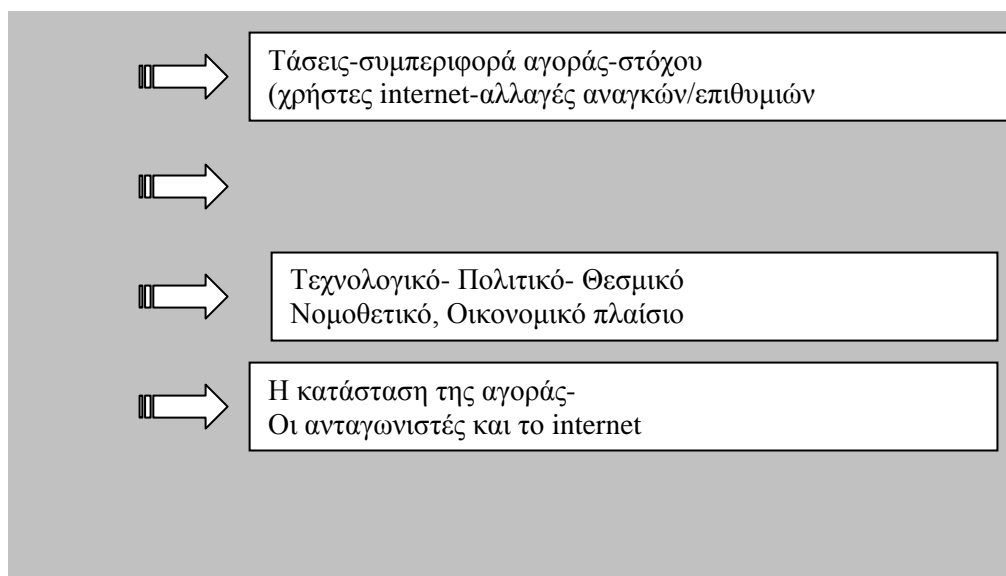 Τάσεις-συμπεριφορά αγοράς-στόχου
(χρήστες internet-αλλαγές αναγκών/επιθυμιών
Τεχνολογικό- Πολιτικό- Θεσμικό
Νομοθετικό, Οικονομικό πλαίσιο
Η κατάσταση της αγοράς-
Οι ανταγωνιστές και το internet